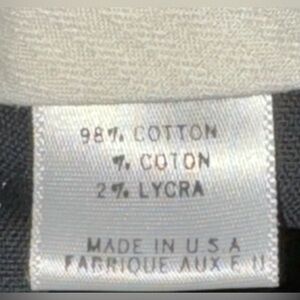 98% COTTON
% COTON
2% LYCRA
MADE IN U.S.A
FABRIQUE AUX E U